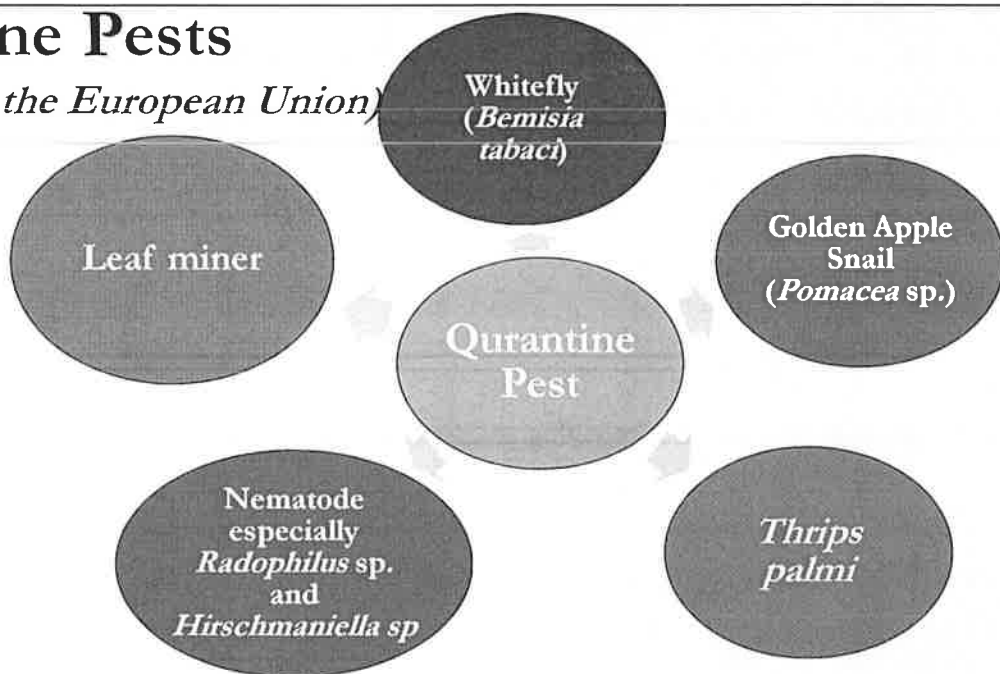 ne Pests
the European Union)
Whitefly
(Bemisia
tabaci)
Leaf miner
Golden Apple
Snail
(Pomacea sp.)
Qurantine
Pest
Nematode
especially
Radophilus sp.
and
Hirschmaniella sp
Thrips
palmi